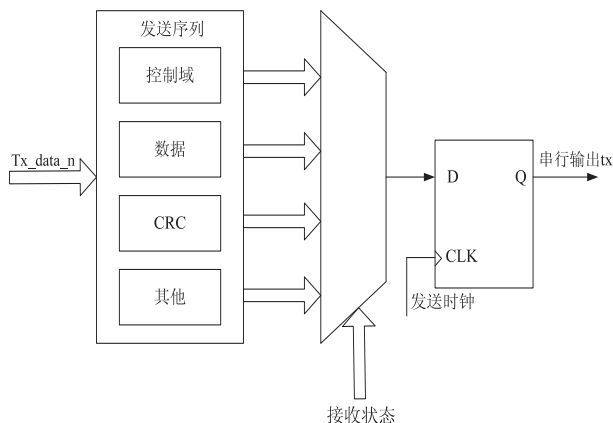 发送序列
控制域
Tx_data_n
数据
CRC
其他
D
Q
CLK
串行输出tx
发送时钟
接收状态